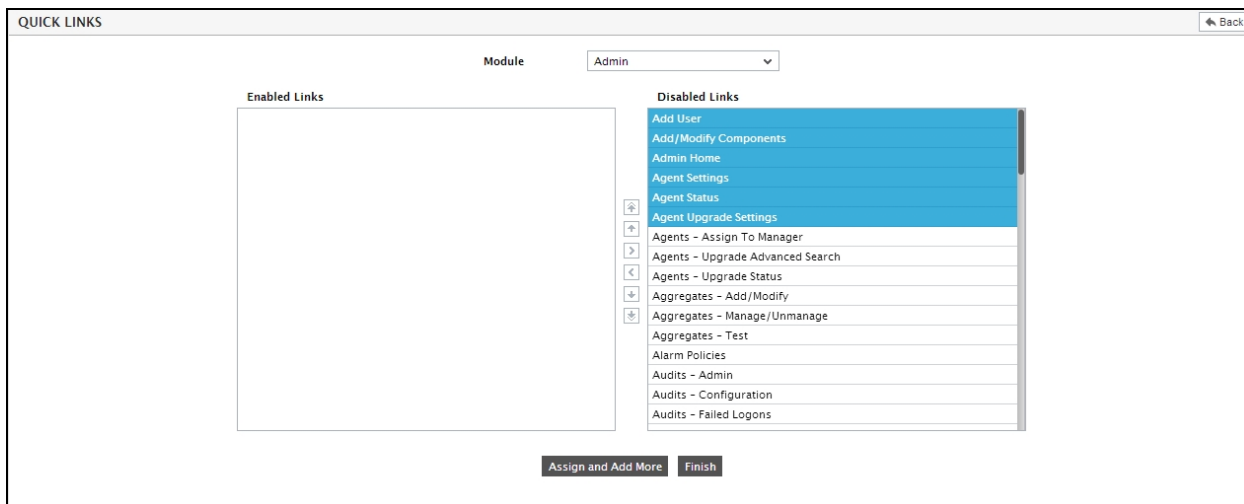 QUICK LINKS
Back
Module
Admin
Enabled Links
Disabled Links
Add User
Add/Modify Components
Admin Home
Agent Settings
Agent Status
Agent Upgrade Settings
Agents - Assign To Manager
Agents - Upgrade Advanced Search
Agents - Upgrade Status
Aggregates - Add/Modify
Aggregates - Manage/Unmanage
Aggregates - Test
Alarm Policies
Audits - Admin
Audits - Configuration
Audits - Failed Logons
Assign and Add More
Finish